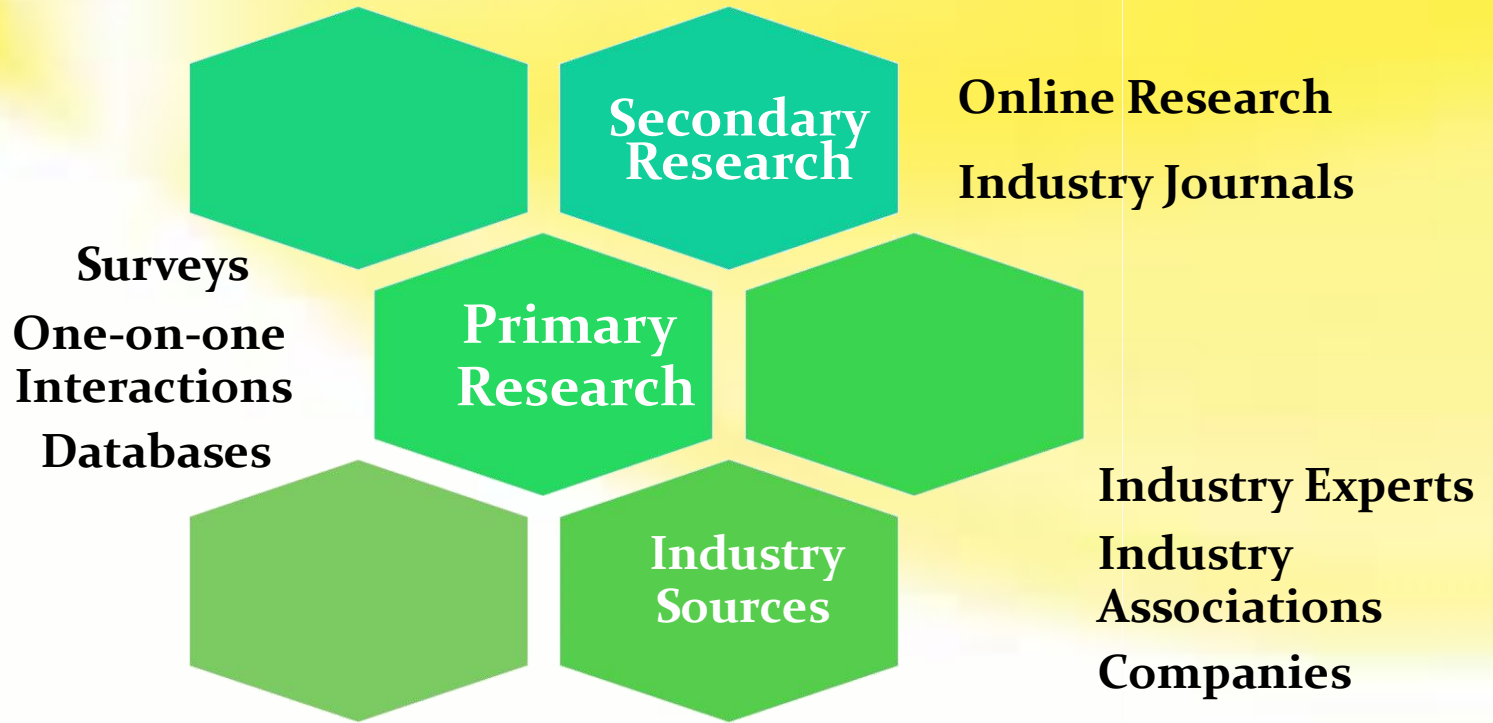 Secondary
Research
Online Research
Industry Journals
Surveys
One-on-one
Interactions
Databases
Primary
Research
Industry
Sources
Industry Experts
Industry
Associations
Companies